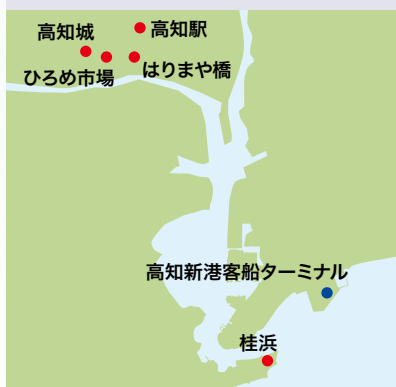 高知城
高知駅
ひろめ市場
はりまや橋
高知新港客船ターミナル
桂浜